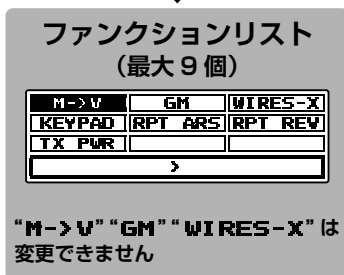 ファンクションリスト
（最大 9 個）
M->V GM WIRES-X
KEYPAD RPT ARS RPT REV
TX PWR
>
“M->V” “GM” “WIRES-X” は
変更できません